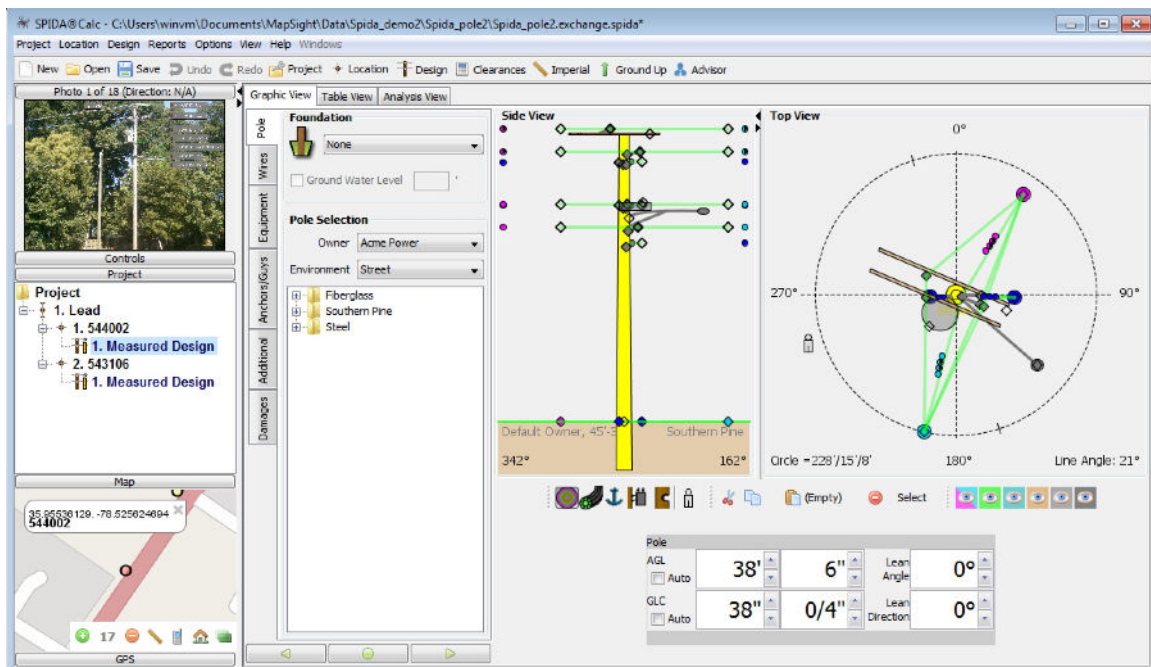 SPIDA®Calc - C:\Users\winvm\Documents\MapSight\Data\Spida_demo2\Spida_pole2\Spida_pole2.exchange.spida*
Project Location Design Reports Options View Help Windows
New Open Save Undo Redo Project Location Design Clearances Imperial Ground Up Advisor
Photo 1 of 18 (Direction: N/A)
Controls
Project
Project
1. Lead
1. 544002
1. Measured Design
2. 543106
1. Measured Design
Map
35.95536129, -78.525624694
544002
17
GPS
Graphic View Table View Analysis View
Pole
Wires
Equipment
Anchors/Guys
Additional
Damages
Foundation
None
Ground Water Level '
Pole Selection
Owner Acme Power
Environment Street
Fiberglass
Southern Pine
Steel
Side View
Default Owner, 45'-3 Southern Pine
342° 162°
Top View
0°
270° 90°
Circle =228'/15'/8' 180° Line Angle: 21°
(Empty) Select
Pole
AGL Auto 38' 6" Lean Angle 0°
GLC Auto 38" 0/4" Lean Direction 0°